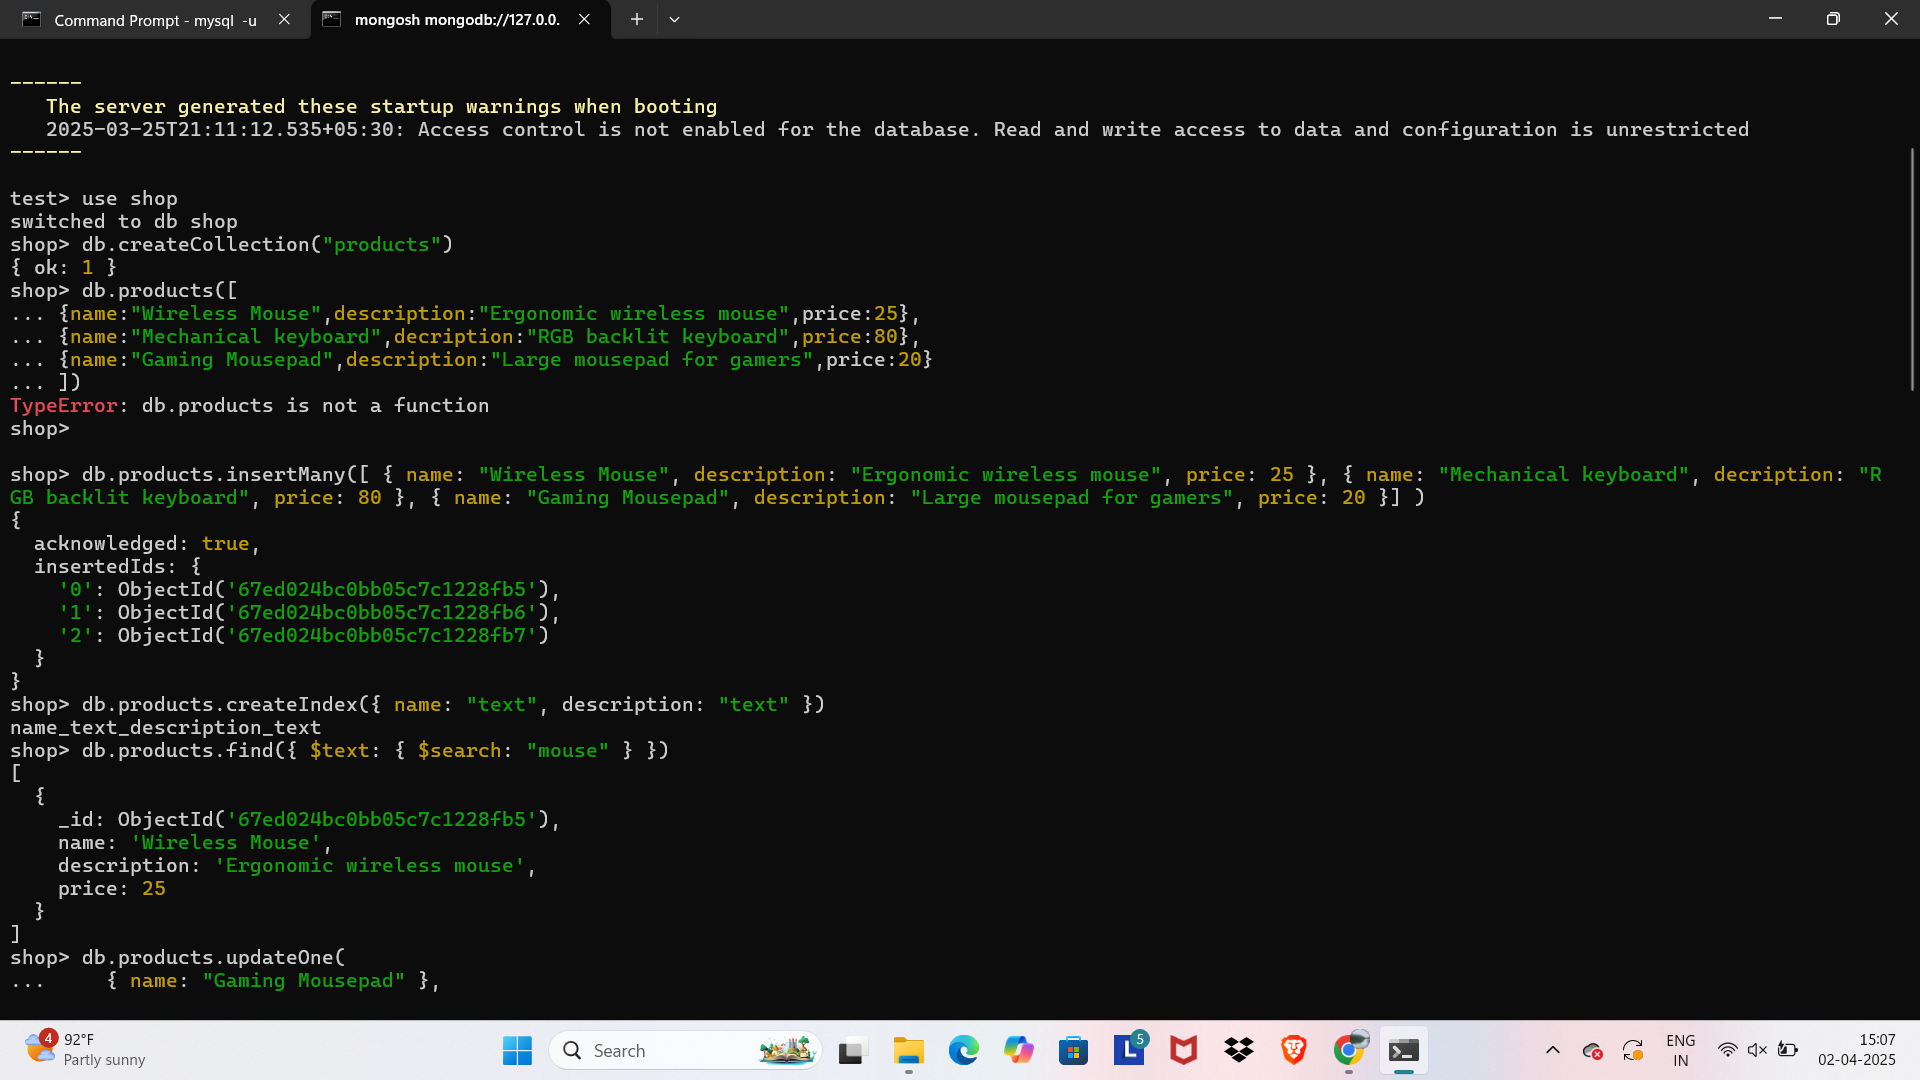 Command Prompt - mysql -u
mongosh mongodb://127.0.0.
------
The server generated these startup warnings when booting
2025-03-25T21:11:12.535+05:30: Access control is not enabled for the database. Read and write access to data and configuration is unrestricted
------
test> use shop
switched to db shop
shop> db.createCollection("products")
{ ok: 1 }
shop> db.products([
... {name:"Wireless Mouse",description:"Ergonomic wireless mouse",price:25},
... {name:"Mechanical keyboard",decription:"RGB backlit keyboard",price:80},
... {name:"Gaming Mousepad",description:"Large mousepad for gamers",price:20}
... ])
TypeError: db.products is not a function
shop>
shop> db.products.insertMany([ { name: "Wireless Mouse", description: "Ergonomic wireless mouse", price: 25 }, { name: "Mechanical keyboard", decription: "R
GB backlit keyboard", price: 80 }, { name: "Gaming Mousepad", description: "Large mousepad for gamers", price: 20 }] )
{
  acknowledged: true,
  insertedIds: {
    '0': ObjectId('67ed024bc0bb05c7c1228fb5'),
    '1': ObjectId('67ed024bc0bb05c7c1228fb6'),
    '2': ObjectId('67ed024bc0bb05c7c1228fb7')
  }
}
shop> db.products.createIndex({ name: "text", description: "text" })
name_text_description_text
shop> db.products.find({ $text: { $search: "mouse" } })
[
  {
    _id: ObjectId('67ed024bc0bb05c7c1228fb5'),
    name: 'Wireless Mouse',
    description: 'Ergonomic wireless mouse',
    price: 25
  }
]
shop> db.products.updateOne(
...     { name: "Gaming Mousepad" },
4
92°F
Partly sunny
Search
L
5
ENG
IN
15:07
02-04-2025